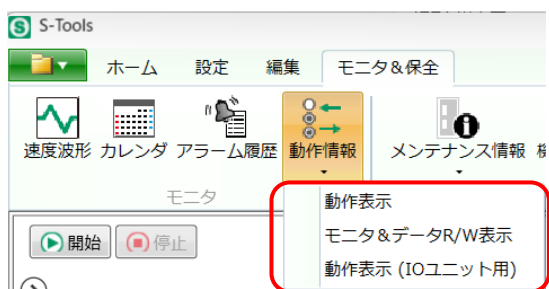 S-Tools
ホーム 設定 編集 モニタ&保全
速度波形 カレンダ アラーム履歴 動作情報 メンテナンス情報
モニタ
動作表示
モニタ&データR/W表示
動作表示 (IOユニット用)
開始 停止